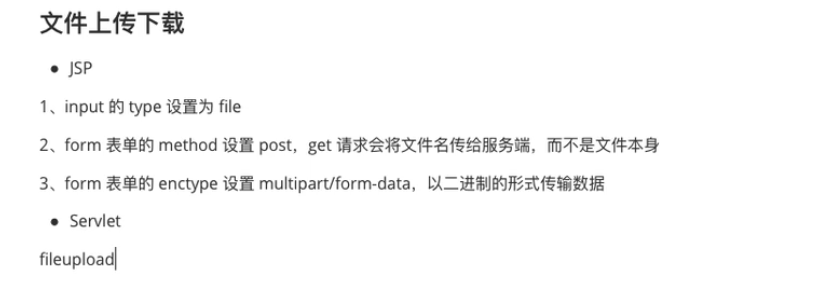 文件上传下载
● JSP
1、input 的 type 设置为 file
2、form 表单的 method 设置 post，get 请求会将文件名传给服务端，而不是文件本身
3、form 表单的 enctype 设置 multipart/form-data，以二进制的形式传输数据
● Servlet
fileupload